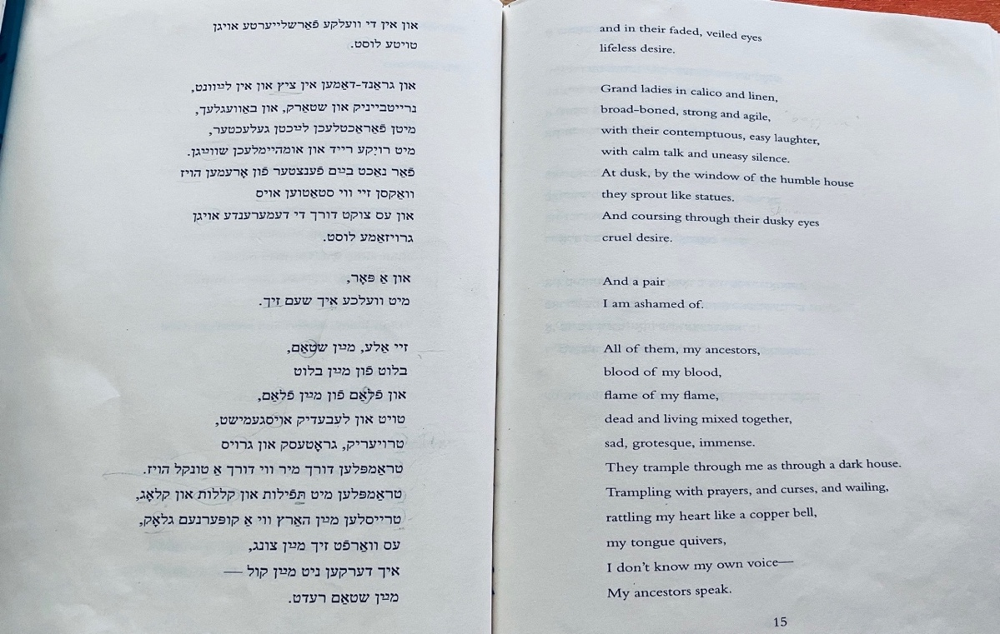 און אין די וועלקע פֿאַרשלייערטע אויגן
טויטע לוסט.
און גראַנד-דאַמען אין ציץ און אין לײַוונט,
ברייטבייניק און שטאַרק, און באַוועגלעך,
מיטן פֿאַראַכטלעכן לײַכטן געלעכטער,
מיט רויִקע רייד און אומהיימלעכן שווײַגן.
פֿאַר נאַכט בײַם פֿענצטער פֿון אָרעמען הויז
וואַקסן זיי ווי סטאַטוען אויס
און עס צוקט דורך די דעמערענדע אויגן
גרויזאַמע לוסט.
און אַ פּאָר,
מיט וועלכע איך שעם זיך.
זיי אַלע, מײַן שטאַם,
בלוט פֿון מײַן בלוט
און פֿלאַם פֿון מײַן פֿלאַם,
טויט און לעבעדיק אויסגעמישט,
טרויעריק, גראָטעסק און גרויס
טראַמפּלען דורך מיר ווי דורך אַ טונקל הויז.
טראַמפּלען מיט תּפֿילות און קללות און קלאָג,
טרייסלען מײַן האַרץ ווי אַ קופּערנעם גלאָק,
עס וואַרפֿט זיך מײַן צונג,
איך דערקען ניט מײַן קול —
מײַן שטאַם רעדט.
and in their faded, veiled eyes
lifeless desire.
Grand ladies in calico and linen,
broad-boned, strong and agile,
with their contemptuous, easy laughter,
with calm talk and uneasy silence.
At dusk, by the window of the humble house
they sprout like statues.
And coursing through their dusky eyes
cruel desire.
And a pair
I am ashamed of.
All of them, my ancestors,
blood of my blood,
flame of my flame,
dead and living mixed together,
sad, grotesque, immense.
They trample through me as through a dark house.
Trampling with prayers, and curses, and wailing,
rattling my heart like a copper bell,
my tongue quivers,
I don't know my own voice—
My ancestors speak.
15